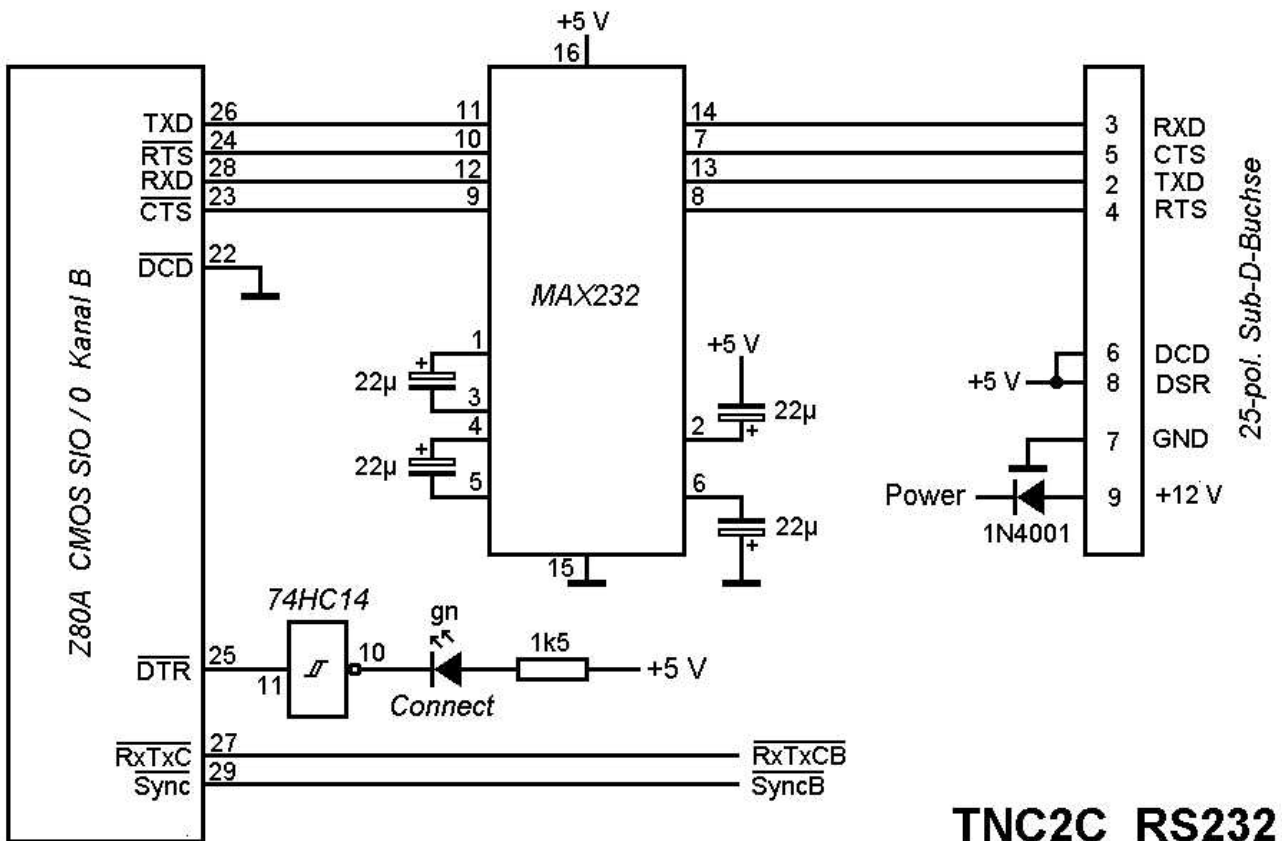 +5 V
16
TXD 26 11 14 3 RXD
RTS 24 10 7 5 CTS
RXD 28 12 13 2 TXD
CTS 23 9 8 4 RTS
DCD 22
Z80A CMOS SIO / 0 Kanal B
MAX232
25-pol. Sub-D-Buchse
1
+
22µ
3
4
+
22µ
5
+5 V
22µ
2
+
6
22µ
+
15
+5 V
6 DCD
8 DSR
7 GND
Power
9 +12 V
1N4001
74HC14
DTR 25 11 10
gn
Connect
1k5
+5 V
RxTxC 27 RxTxCB
Sync 29 SyncB
TNC2C RS232